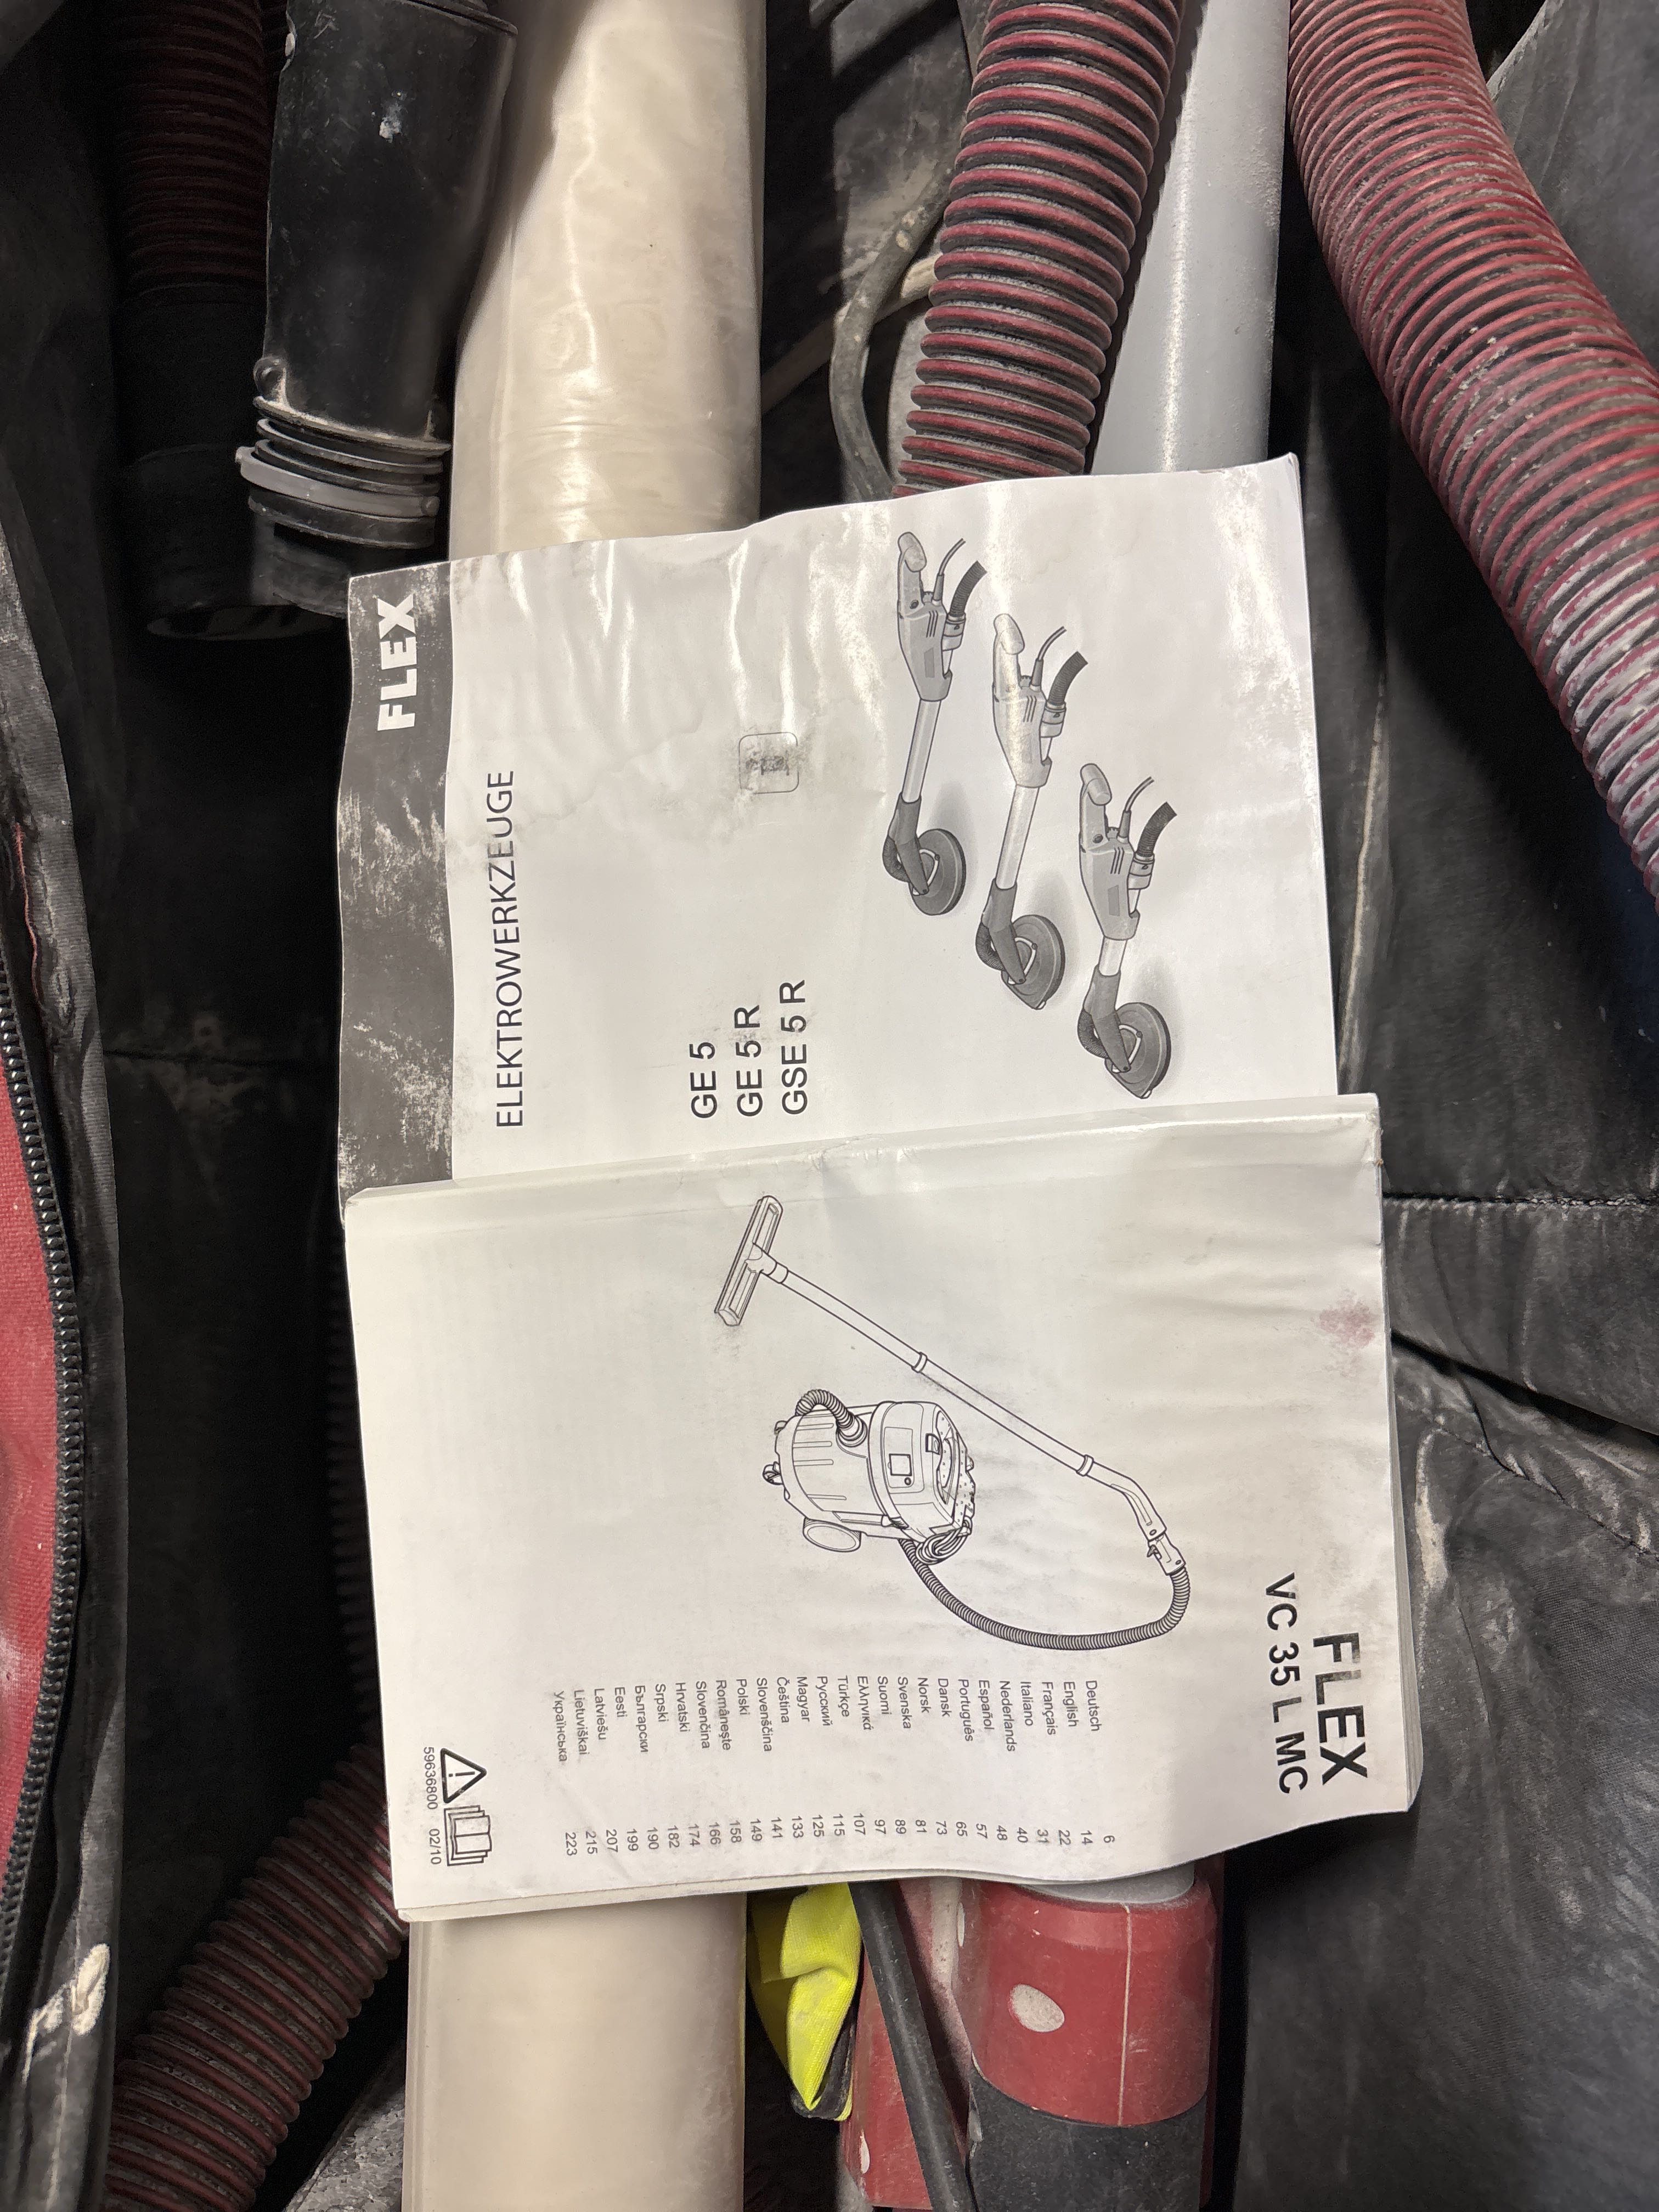 FLEX
ELEKTROWERKZEUGE
GE 5
GE 5 R
GSE 5 R
FLEX
VC 35 L MC
Deutsch 6
English 14
Français 22
Italiano 31
Nederlands 40
Español 48
Português 57
Dansk 65
Norsk 73
Svenska 81
Suomi 89
Ελληνικά 97
Türkçe 107
Русский 115
Magyar 125
Čeština 133
Slovenščina 141
Polski 149
Românește 158
Slovenčina 166
Hrvatski 174
Srpski 182
Български 190
Eesti 199
Latviešu 207
Lietuviškai 215
Українська 223
59636800 02/10